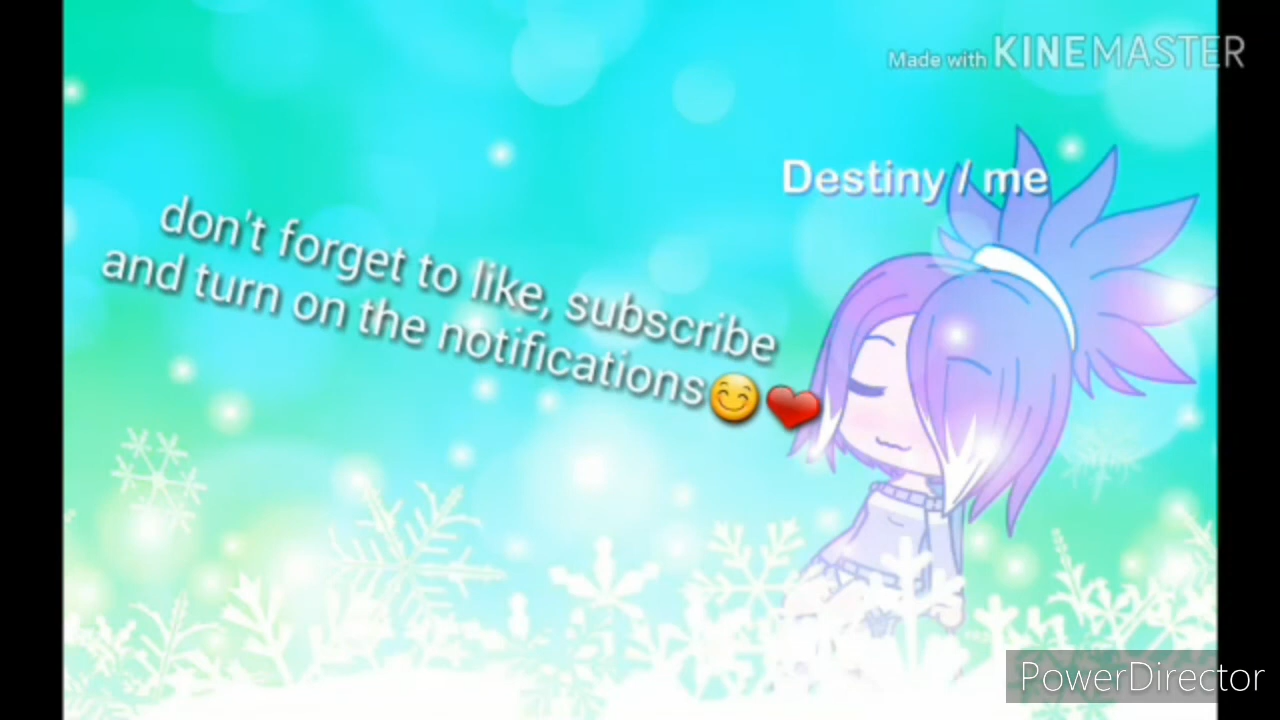 Made with KINEMASTER
Destiny / me
don't forget to like, subscribe
and turn on the notifications😊❤
PowerDirector